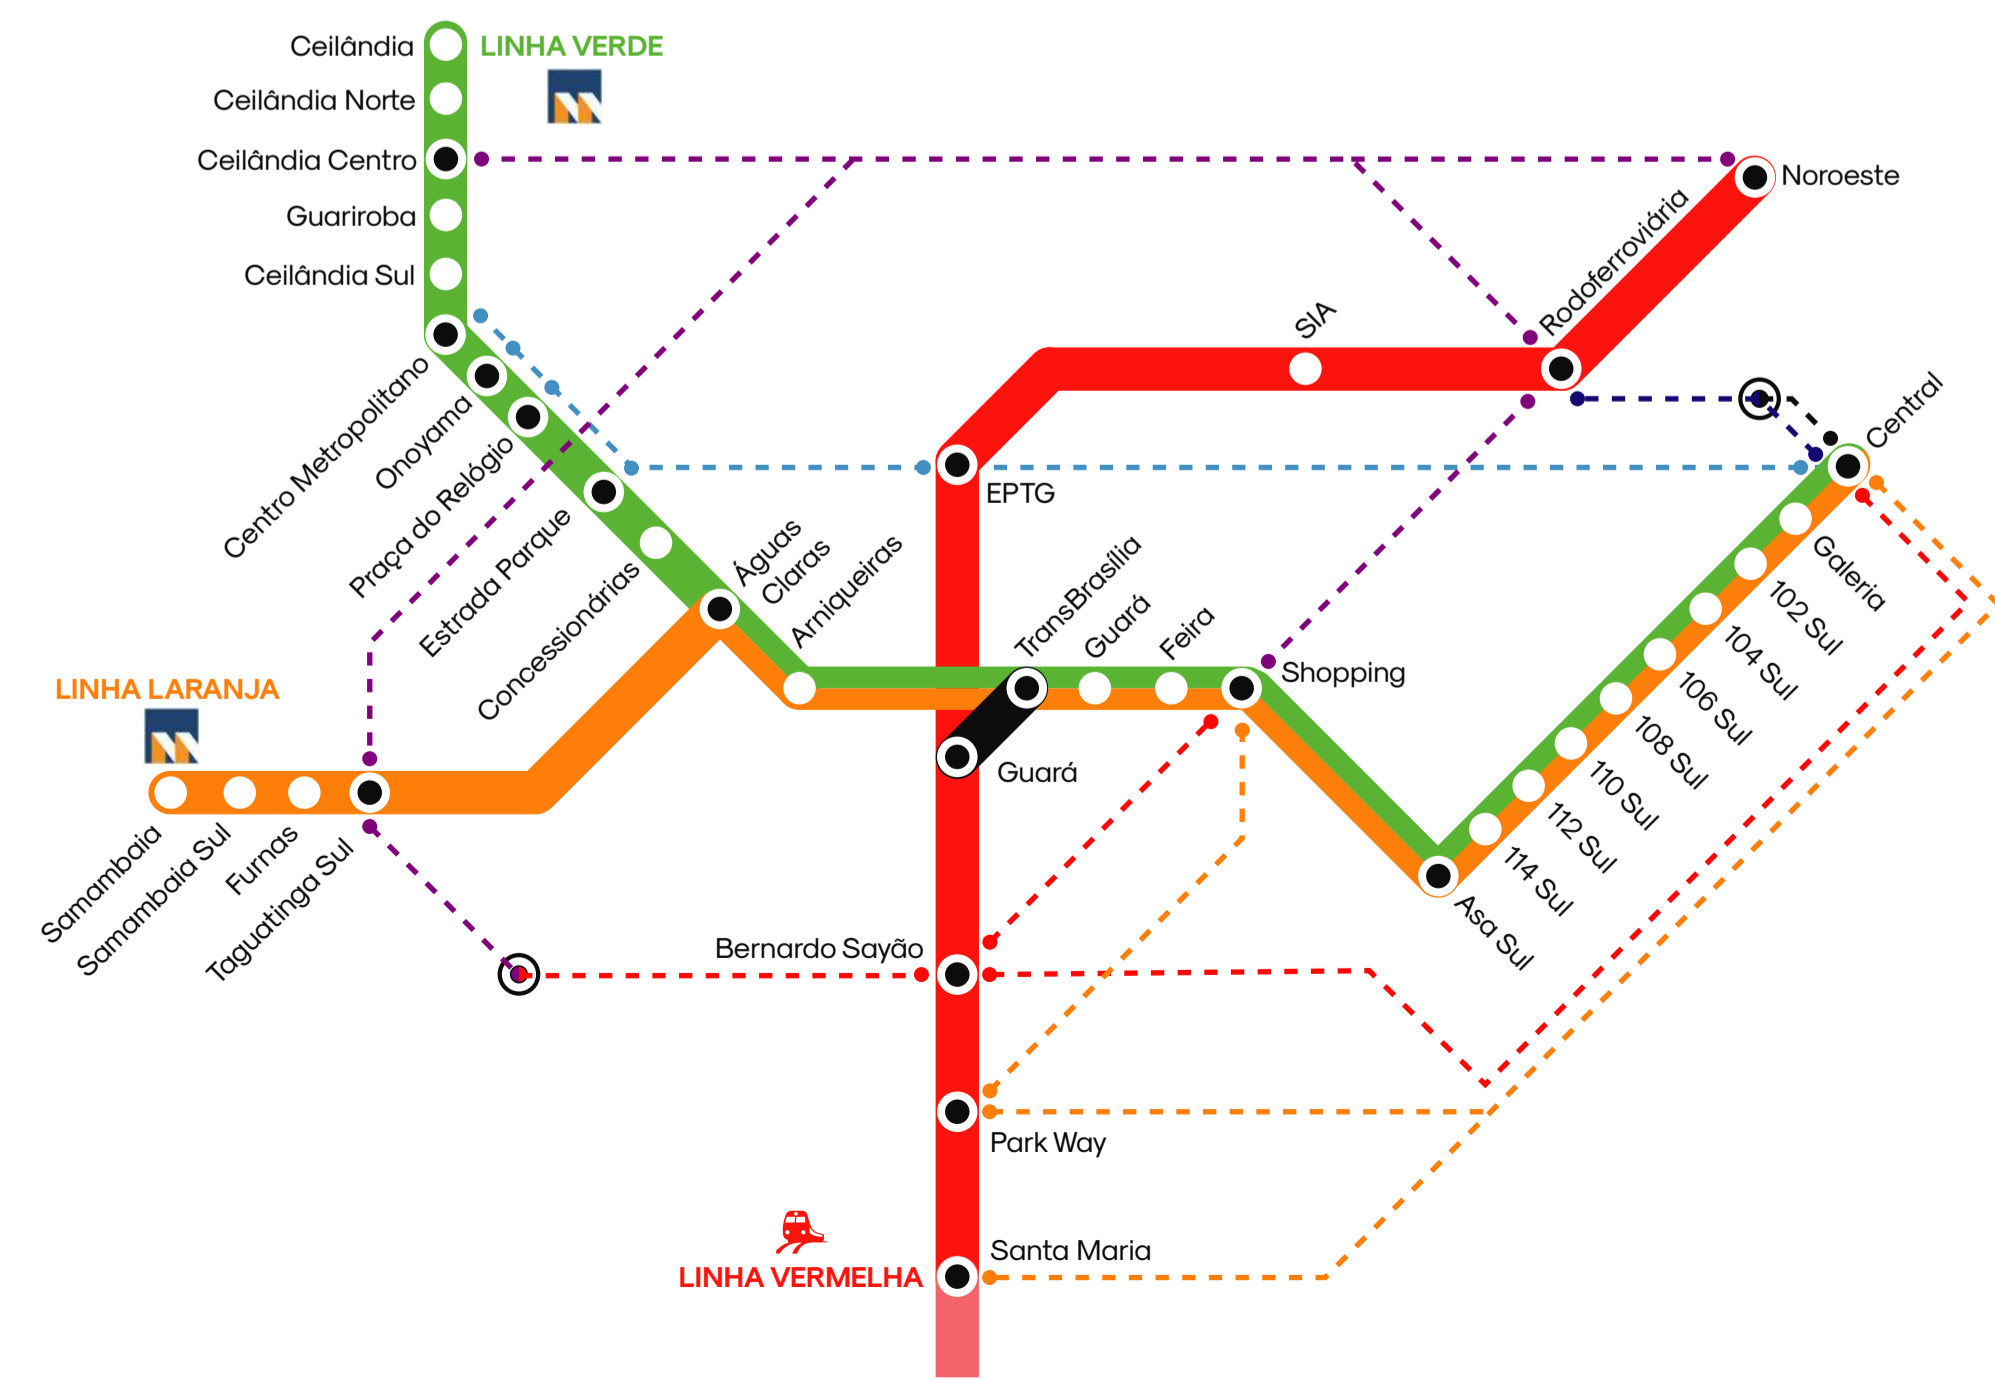 Ceilândia
LINHA VERDE
Ceilândia Norte
Ceilândia Centro
Guariroba
Ceilândia Sul
Centro Metropolitano
Onoyama
Praça do Relógio
Estrada Parque
Concessionárias
Águas
Claras
Arniqueiras
LINHA LARANJA
Samambaia
Samambaia Sul
Furnas
Taguatinga Sul
Noroeste
Rodoferroviária
SIA
EPTG
TransBrasília
Guará
Feira
Shopping
Guará
Central
Galeria
102 Sul
104 Sul
106 Sul
108 Sul
110 Sul
112 Sul
114 Sul
Asa Sul
Bernardo Sayão
Park Way
Santa Maria
LINHA VERMELHA